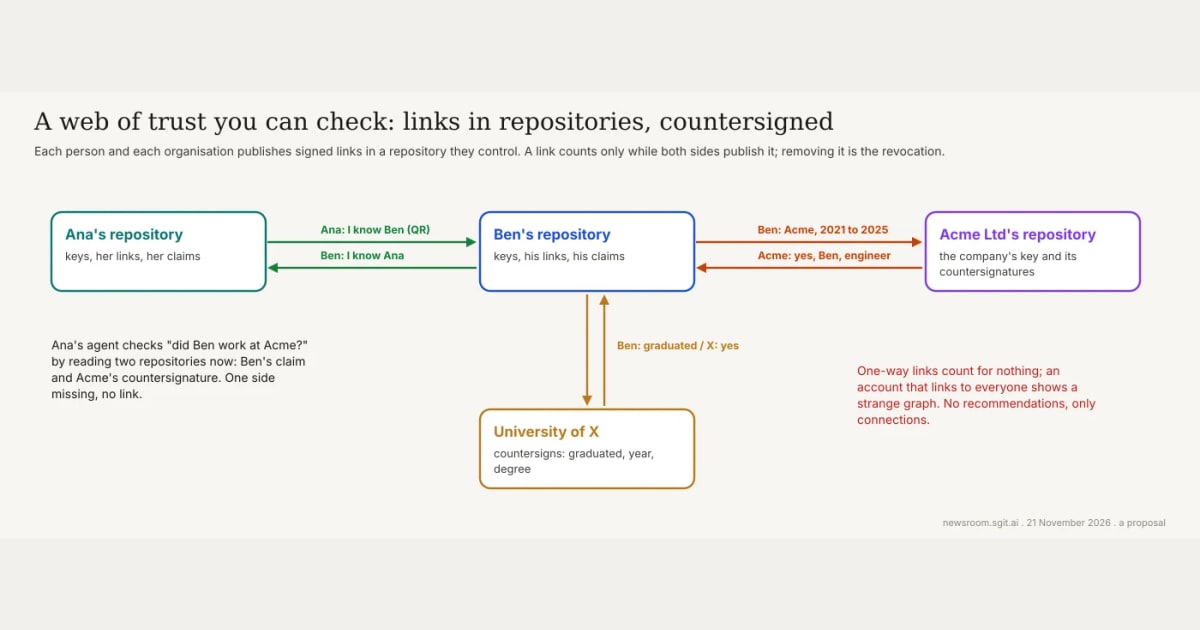 A web of trust you can check: links in repositories, countersigned
Each person and each organisation publishes signed links in a repository they control. A link counts only while both sides publish it; removing it is the revocation.
Ana's repository
keys, her links, her claims
Ana: I know Ben (QR)
Ben: I know Ana
Ben's repository
keys, his links, his claims
Ben: Acme, 2021 to 2025
Acme: yes, Ben, engineer
Acme Ltd's repository
the company's key and its
countersignatures
Ana's agent checks "did Ben work at Acme?"
by reading two repositories now: Ben's claim
and Acme's countersignature. One side
missing, no link.
Ben: graduated / X: yes
One-way links count for nothing; an
account that links to everyone shows a
strange graph. No recommendations, only
connections.
University of X
countersigns: graduated, year,
degree
newsroom.sgit.ai . 21 November 2026 . a proposal